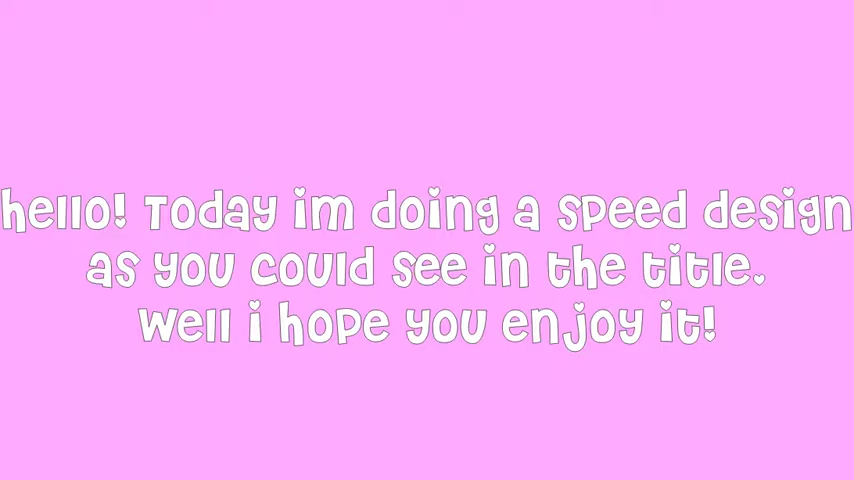 hello! Today im doing a speed design
as you could see in the title.
Well i hope you enjoy it!